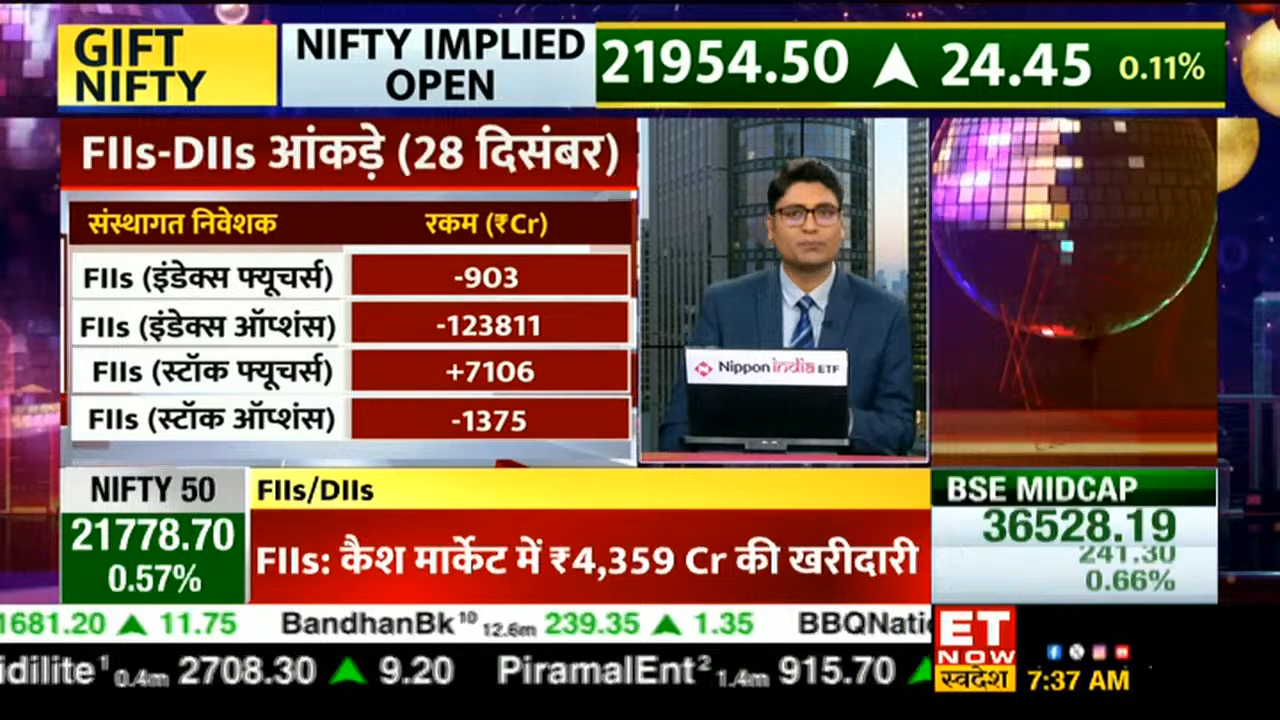 GIFT
NIFTY
NIFTY IMPLIED
OPEN
21954.50 ▲ 24.45 0.11%
FIIs-DIIs आंकड़े (28 दिसंबर)
संस्थागत निवेशक रकम (₹Cr)
FIIs (इंडेक्स फ्यूचर्स) -903
FIIs (इंडेक्स ऑप्शंस) -123811
FIIs (स्टॉक फ्यूचर्स) +7106
FIIs (स्टॉक ऑप्शंस) -1375
Nippon india ETF
NIFTY 50
21778.70
0.57%
FIIs/DIIs
FIIs: कैश मार्केट में ₹4,359 Cr की खरीदारी
BSE MIDCAP
36528.19
241.30
0.66%
1681.20 ▲ 11.75 BandhanBk 10 12.6m 239.35 ▲ 1.35 BBQNati
idilite 1 0.4m 2708.30 ▲ 9.20 PiramalEnt 2 1.4m 915.70 ▲
ET
NOW
स्वदेश
7:37 AM